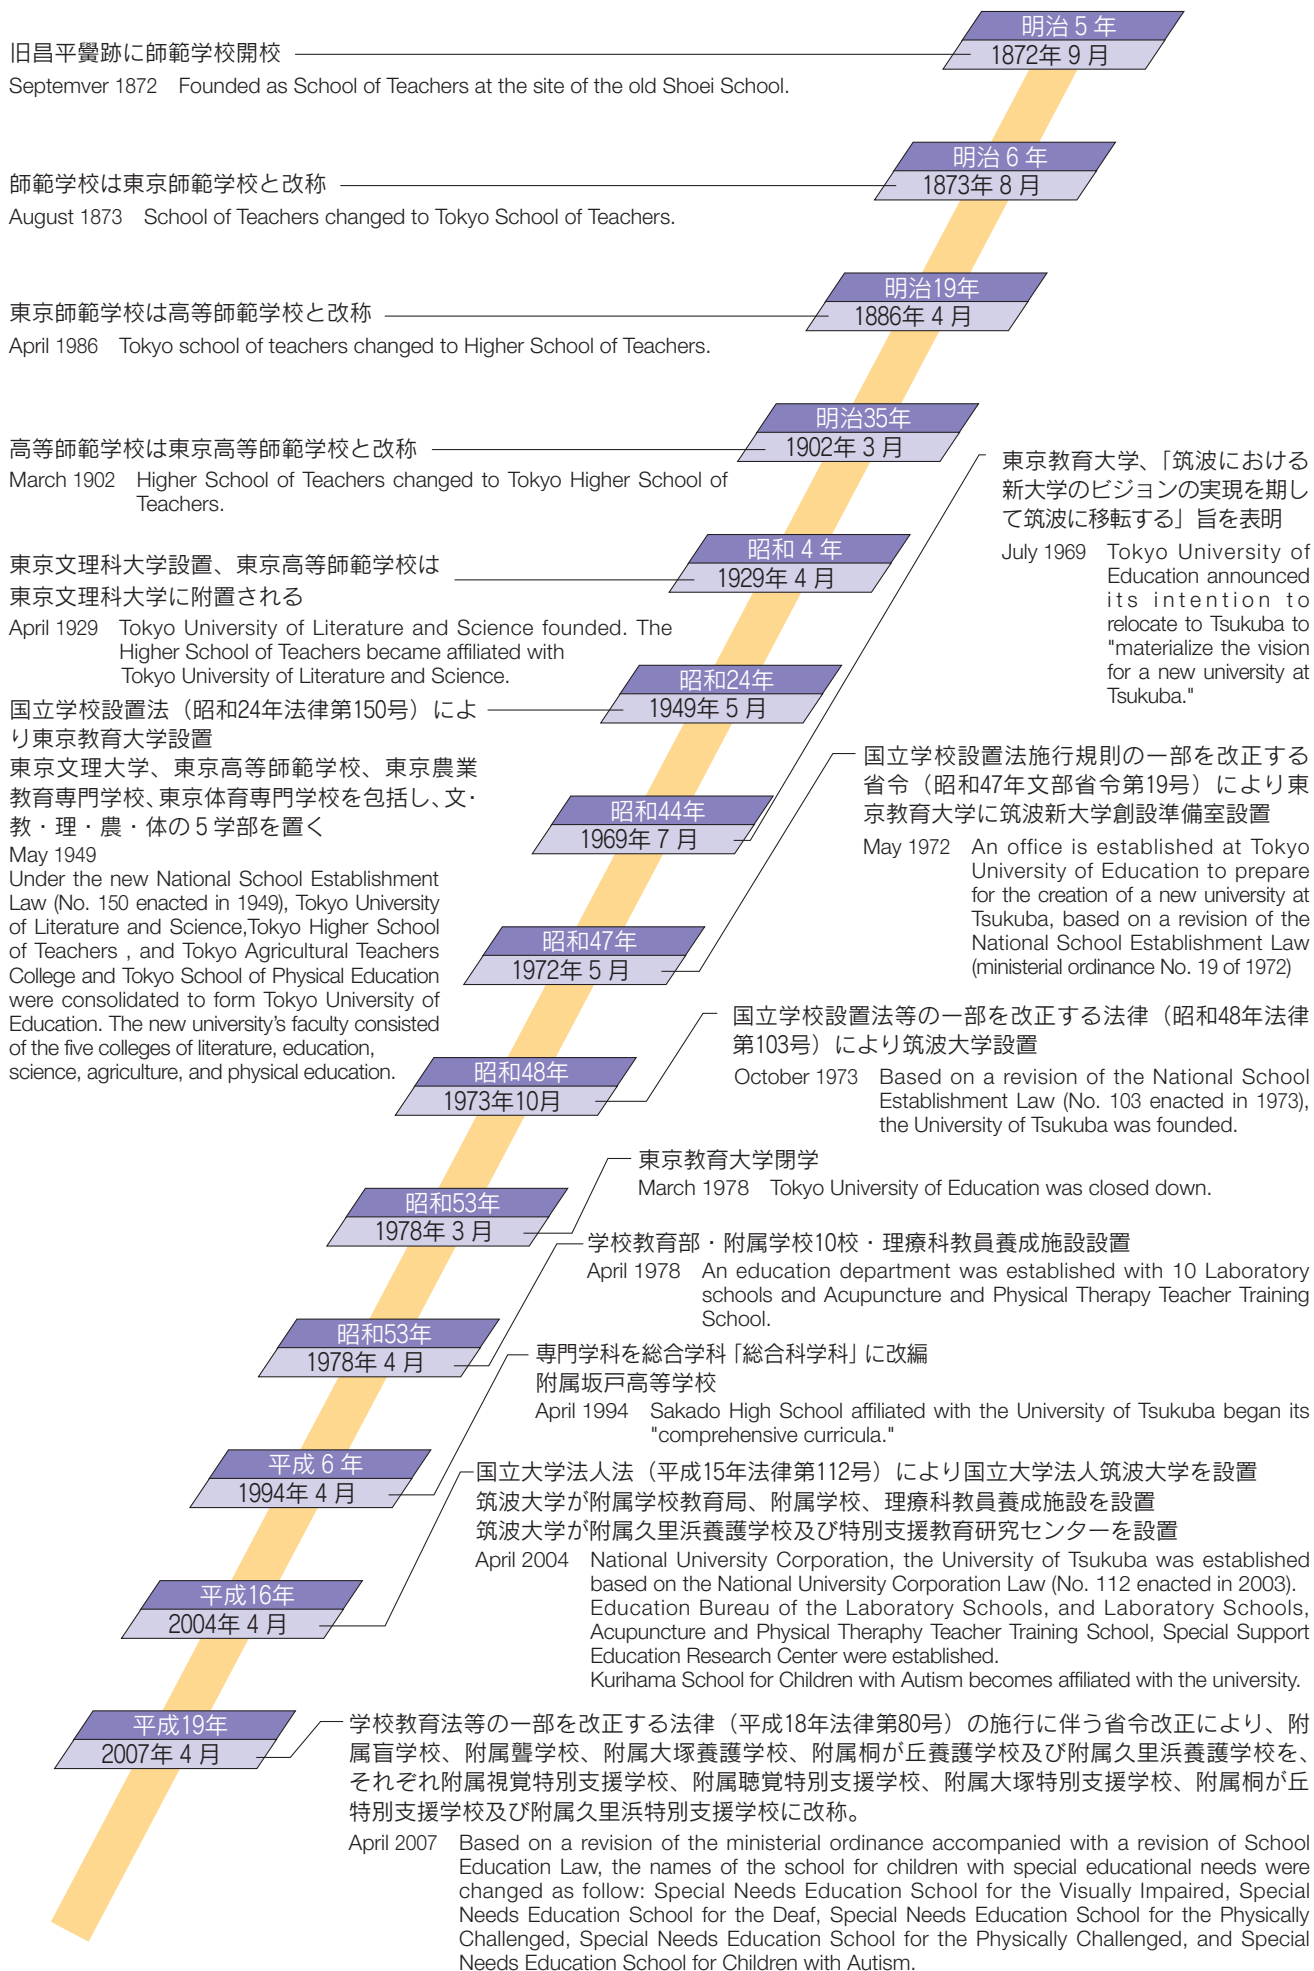 明治 5 年
1872年 9 月
旧昌平黌跡に師範学校開校
Septemver 1872 Founded as School of Teachers at the site of the old Shoei School.
明治 6 年
1873年 8 月
師範学校は東京師範学校と改称
August 1873 School of Teachers changed to Tokyo School of Teachers.
明治19年
1886年 4 月
東京師範学校は高等師範学校と改称
April 1986 Tokyo school of teachers changed to Higher School of Teachers.
明治35年
1902年 3 月
高等師範学校は東京高等師範学校と改称
March 1902 Higher School of Teachers changed to Tokyo Higher School of
Teachers.
昭和 4 年
1929年 4 月
東京文理科大学設置、東京高等師範学校は
東京文理科大学に附置される
April 1929 Tokyo University of Literature and Science founded. The
Higher School of Teachers became affiliated with
Tokyo University of Literature and Science.
昭和24年
1949年 5 月
国立学校設置法（昭和24年法律第150号）によ
り東京教育大学設置
東京文理大学、東京高等師範学校、東京農業
教育専門学校、東京体育専門学校を包括し、文・
教・理・農・体の 5 学部を置く
May 1949
Under the new National School Establishment
Law (No. 150 enacted in 1949), Tokyo University
of Literature and Science,Tokyo Higher School
of Teachers , and Tokyo Agricultural Teachers
College and Tokyo School of Physical Education
were consolidated to form Tokyo University of
Education. The new university's faculty consisted
of the five colleges of literature, education,
science, agriculture, and physical education.
昭和44年
1969年 7 月
東京教育大学、「筑波における
新大学のビジョンの実現を期し
て筑波に移転する」旨を表明
July 1969 Tokyo University of
Education announced
its intention to
relocate to Tsukuba to
"materialize the vision
for a new university at
Tsukuba."
昭和47年
1972年 5 月
国立学校設置法施行規則の一部を改正する
省令（昭和47年文部省令第19号）により東
京教育大学に筑波新大学創設準備室設置
May 1972 An office is established at Tokyo
University of Education to prepare
for the creation of a new university at
Tsukuba, based on a revision of the
National School Establishment Law
(ministerial ordinance No. 19 of 1972)
昭和48年
1973年10月
国立学校設置法等の一部を改正する法律（昭和48年法律
第103号）により筑波大学設置
October 1973 Based on a revision of the National School
Establishment Law (No. 103 enacted in 1973),
the University of Tsukuba was founded.
昭和53年
1978年 3 月
東京教育大学閉学
March 1978 Tokyo University of Education was closed down.
昭和53年
1978年 4 月
学校教育部・附属学校10校・理療科教員養成施設設置
April 1978 An education department was established with 10 Laboratory
schools and Acupuncture and Physical Therapy Teacher Training
School.
平成 6 年
1994年 4 月
専門学科を総合学科「総合科学科」に改編
附属坂戸高等学校
April 1994 Sakado High School affiliated with the University of Tsukuba began its
"comprehensive curricula."
平成16年
2004年 4 月
国立大学法人法（平成15年法律第112号）により国立大学法人筑波大学を設置
筑波大学が附属学校教育局、附属学校、理療科教員養成施設を設置
筑波大学が附属久里浜養護学校及び特別支援教育研究センターを設置
April 2004 National University Corporation, the University of Tsukuba was established
based on the National University Corporation Law (No. 112 enacted in 2003).
Education Bureau of the Laboratory Schools, and Laboratory Schools,
Acupuncture and Physical Theraphy Teacher Training School, Special Support
Education Research Center were established.
Kurihama School for Children with Autism becomes affiliated with the university.
平成19年
2007年 4 月
学校教育法等の一部を改正する法律（平成18年法律第80号）の施行に伴う省令改正により、附
属盲学校、附属聾学校、附属大塚養護学校、附属桐が丘養護学校及び附属久里浜養護学校を、
それぞれ附属視覚特別支援学校、附属聴覚特別支援学校、附属大塚特別支援学校、附属桐が丘
特別支援学校及び附属久里浜特別支援学校に改称。
April 2007 Based on a revision of the ministerial ordinance accompanied with a revision of School
Education Law, the names of the school for children with special educational needs were
changed as follow: Special Needs Education School for the Visually Impaired, Special
Needs Education School for the Deaf, Special Needs Education School for the Physically
Challenged, Special Needs Education School for the Physically Challenged, and Special
Needs Education School for Children with Autism.